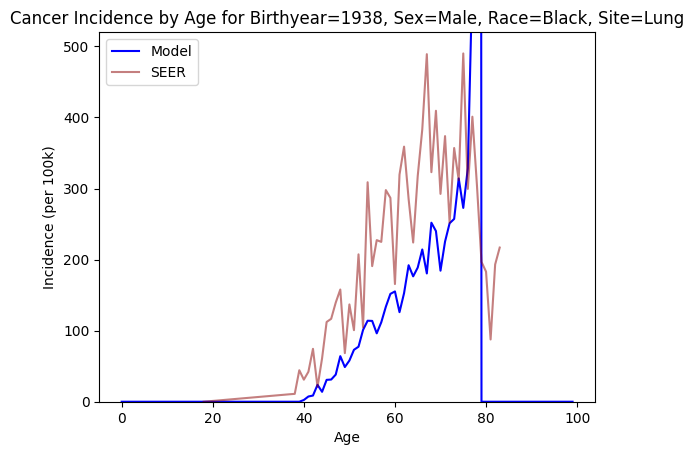 Cancer Incidence by Age for Birthyear=1938, Sex=Male, Race=Black, Site=Lung
Model
SEER
Incidence (per 100k)
500
400
300
200
100
0
0 20 40 60 80 100
Age